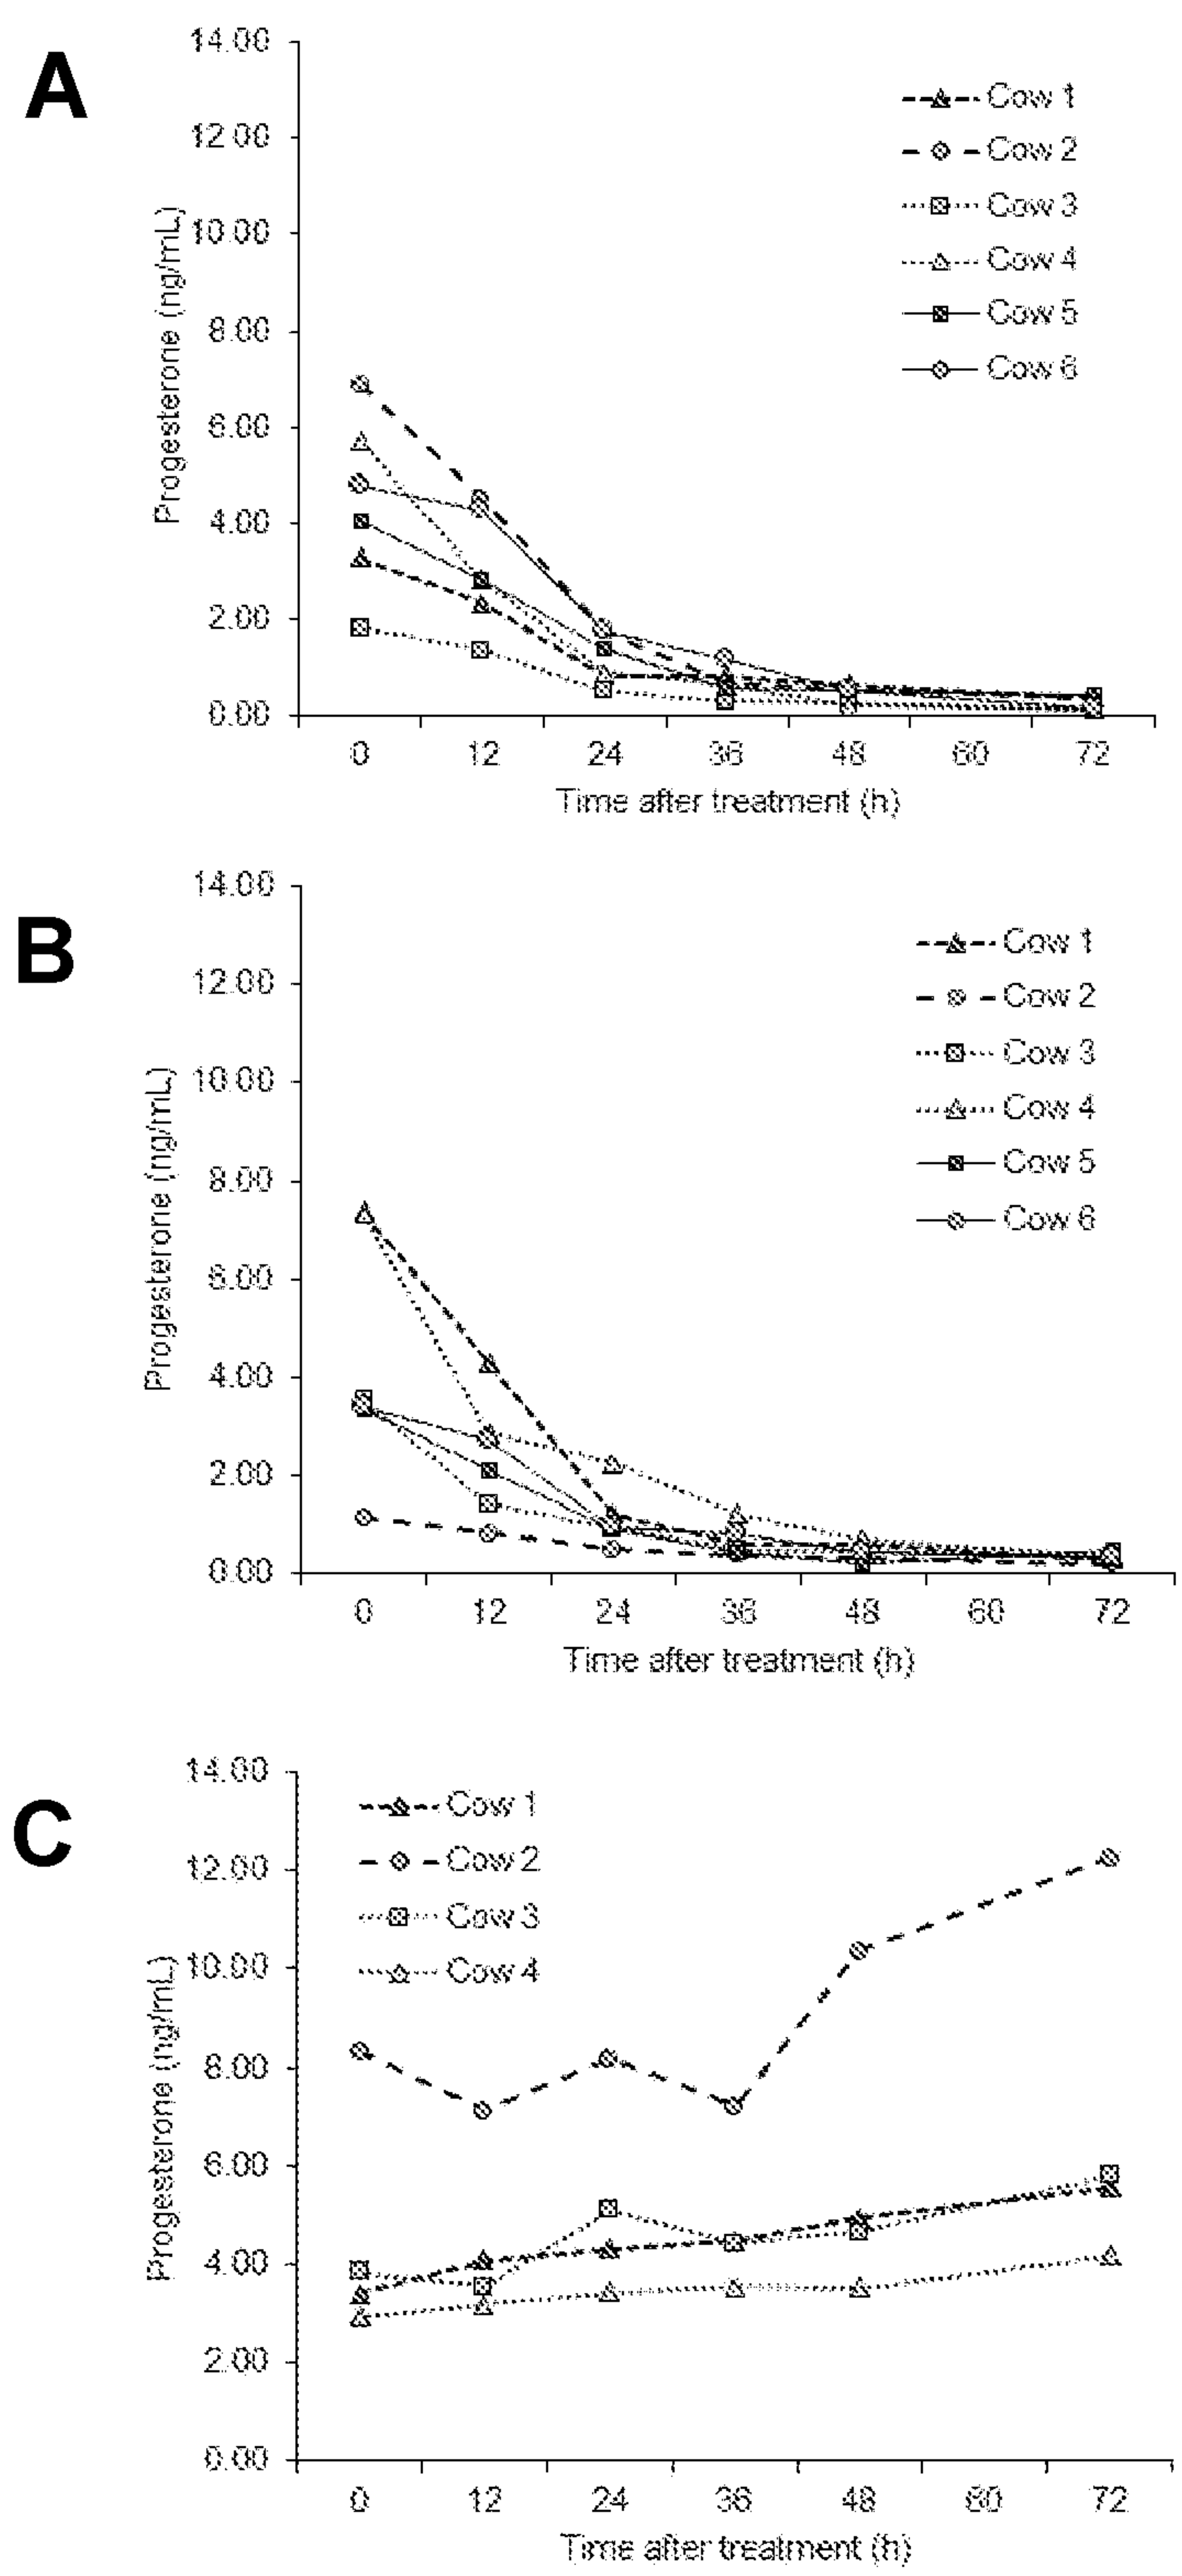 A
14.00
12.00
10.00
8.00
6.00
4.00
2.00
0.00
Progesterone (ng/mL)
Cow 1
Cow 2
Cow 3
Cow 4
Cow 5
Cow 6
0 12 24 36 48 60 72
Time after treatment (h)
B
14.00
12.00
10.00
8.00
6.00
4.00
2.00
0.00
Progesterone (ng/mL)
Cow 1
Cow 2
Cow 3
Cow 4
Cow 5
Cow 6
0 12 24 36 48 60 72
Time after treatment (h)
C
14.00
12.00
10.00
8.00
6.00
4.00
2.00
0.00
Progesterone (ng/mL)
Cow 1
Cow 2
Cow 3
Cow 4
0 12 24 36 48 60 72
Time after treatment (h)